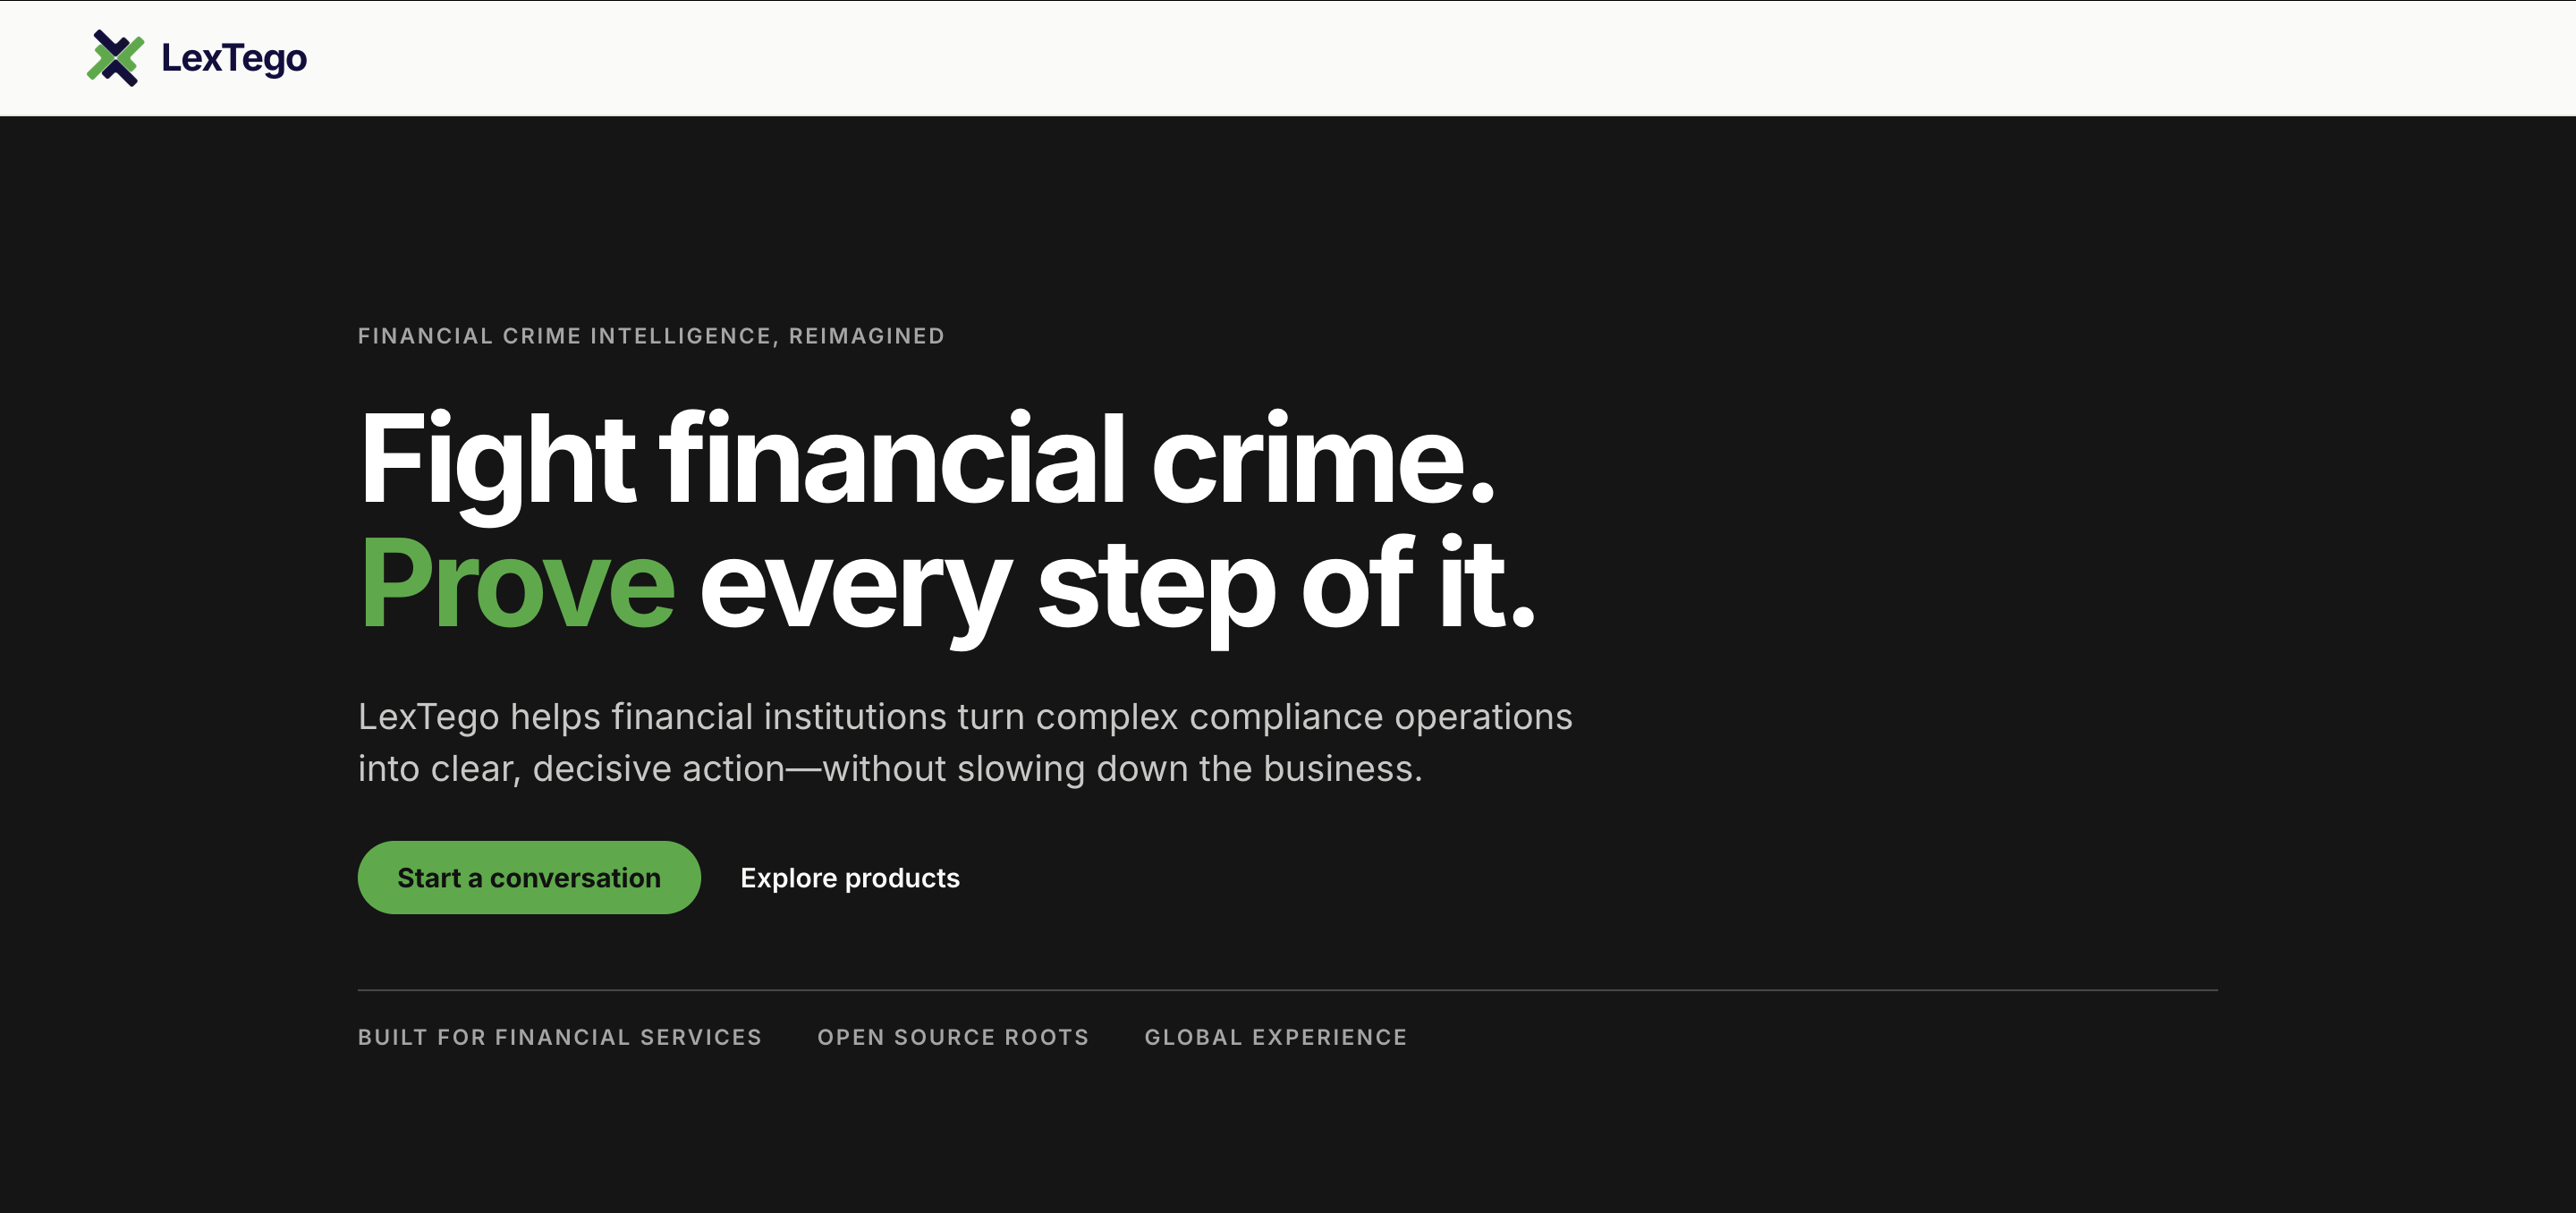 LexTego
FINANCIAL CRIME INTELLIGENCE, REIMAGINED
Fight financial crime.
Prove every step of it.
LexTego helps financial institutions turn complex compliance operations
into clear, decisive action—without slowing down the business.
Start a conversation
Explore products
BUILT FOR FINANCIAL SERVICES
OPEN SOURCE ROOTS
GLOBAL EXPERIENCE